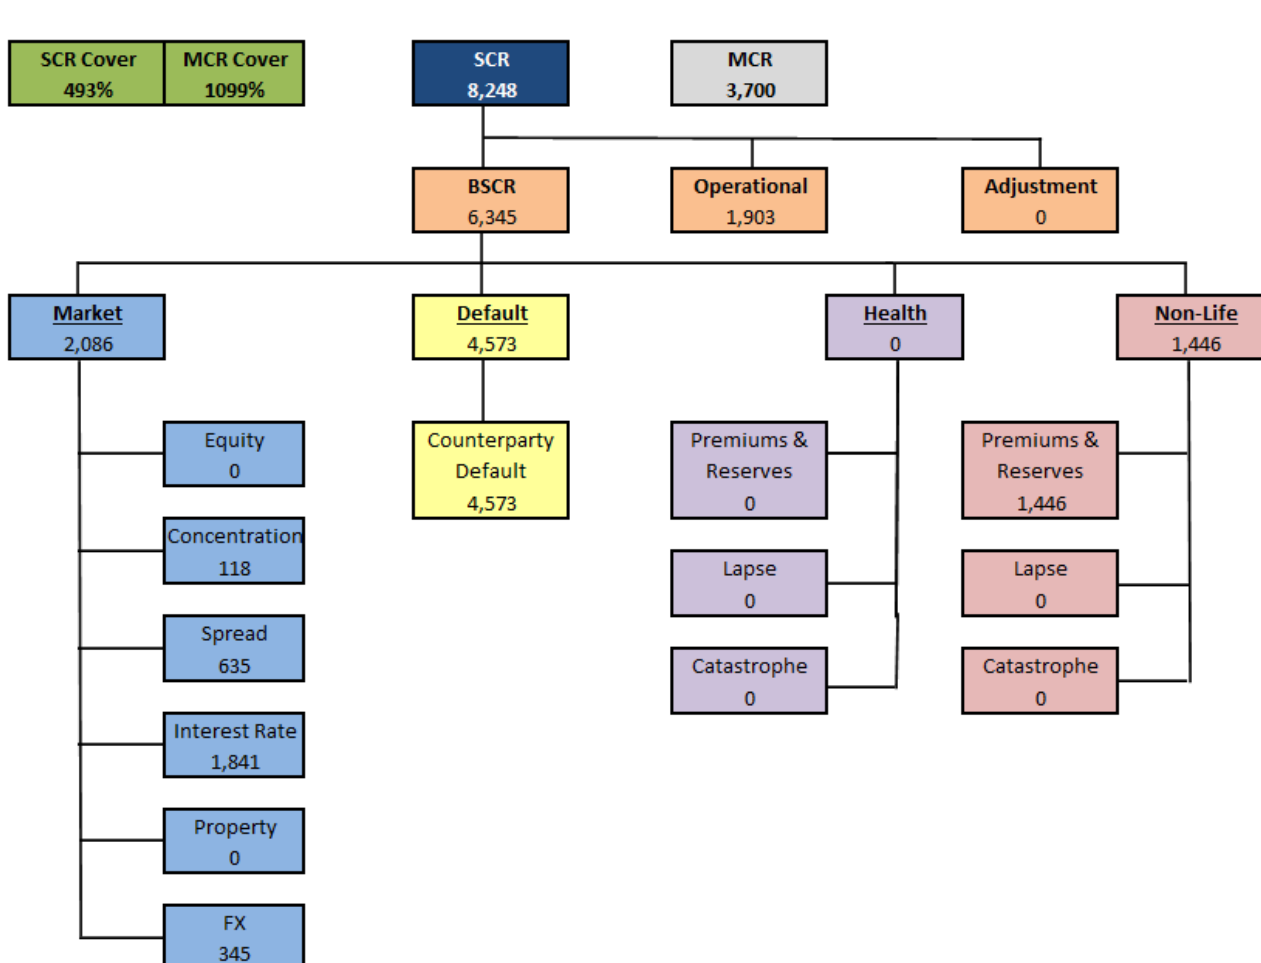 SCR Cover
493%
MCR Cover
1099%
SCR
8,248
MCR
3,700
BSCR
6,345
Operational
1,903
Adjustment
0
Market
2,086
Default
4,573
Health
0
Non-Life
1,446
Equity
0
Concentration
118
Spread
635
Interest Rate
1,841
Property
0
FX
345
Counterparty
Default
4,573
Premiums &
Reserves
0
Lapse
0
Catastrophe
0
Premiums &
Reserves
1,446
Lapse
0
Catastrophe
0